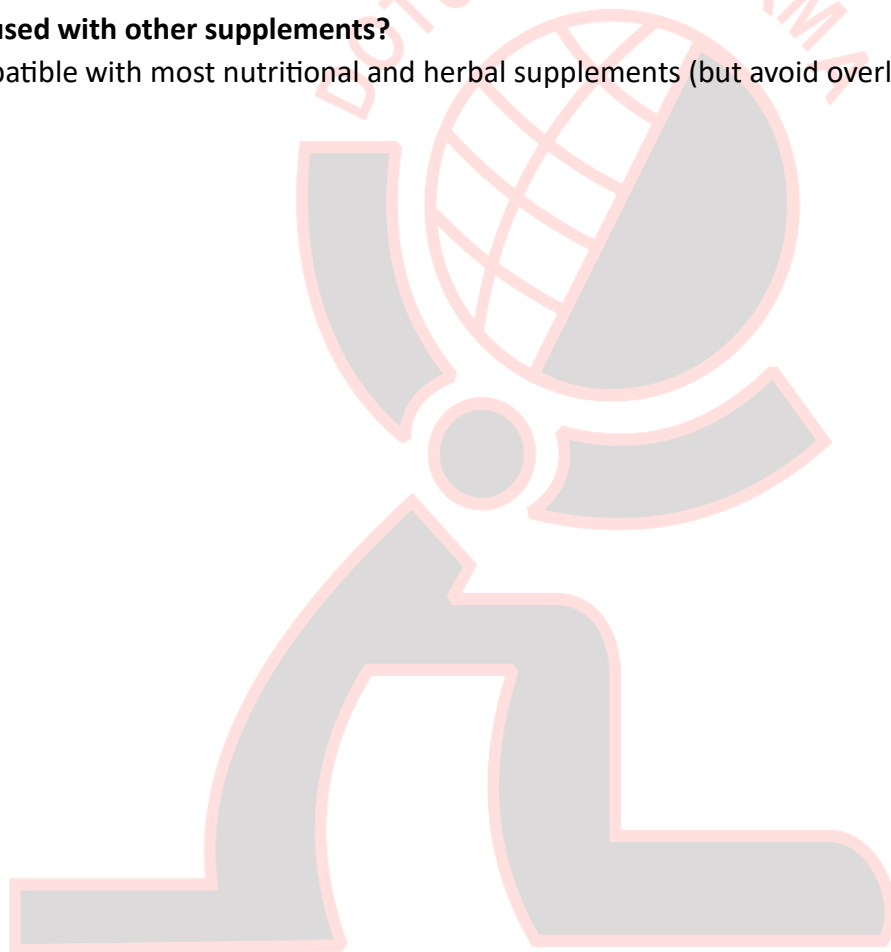 used with other supplements?
patible with most nutritional and herbal supplements (but avoid overl